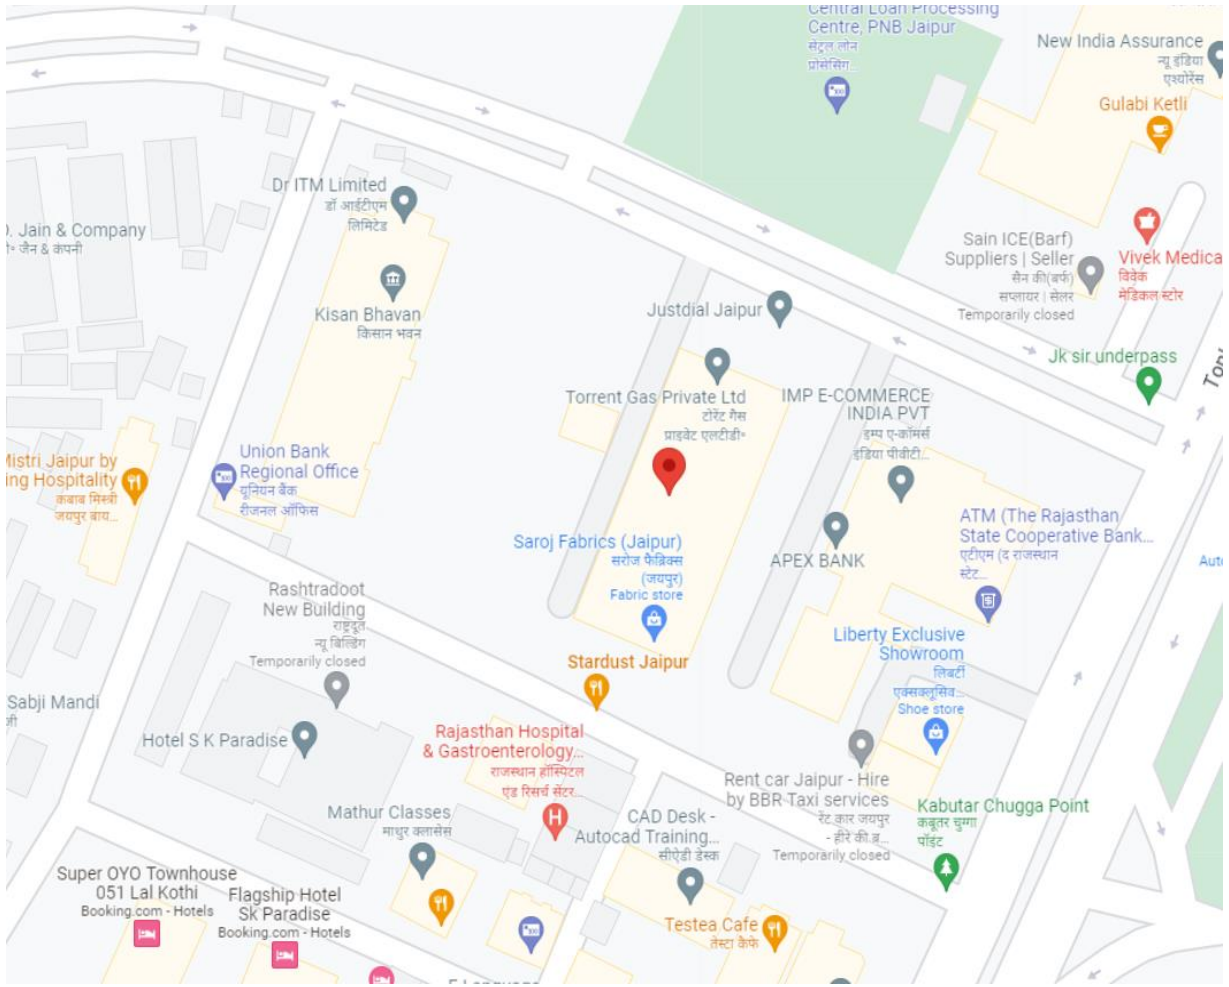 Central Loan Processing
Centre, PNB Jaipur
सेंट्रल लोन
प्रोसेसिंग...
New India Assurance
न्यू इंडिया
एश्योरेंस
Gulabi Ketli
Dr ITM Limited
डॉ आईटीएम
लिमिटेड
Jain & Company
जैन & कंपनी
Kisan Bhavan
किसान भवन
Sain ICE(Barf)
Suppliers | Seller
सैन की(बर्फ)
सप्लायर | सेलर
Temporarily closed
Vivek Medica
विवेक
मेडिकल स्टोर
Justdial Jaipur
Jk sir underpass
Torrent Gas Private Ltd
टोरेंट गैस
प्राइवेट एलटीडी॰
IMP E-COMMERCE
INDIA PVT
इम्प ए-कॉमर्स
इंडिया पीवीटी...
Mistri Jaipur by
ing Hospitality
कबाब मिस्त्री
जयपुर बाय...
Union Bank
Regional Office
यूनियन बैंक
रीजनल ऑफिस
Saroj Fabrics (Jaipur)
सरोज फैब्रिक्स
(जयपुर)
Fabric store
APEX BANK
ATM (The Rajasthan
State Cooperative Bank...
एटीएम (द राजस्थान
स्टेट...
Rashtradoot
New Building
राष्ट्रदूत
न्यू बिल्डिंग
Temporarily closed
Stardust Jaipur
Liberty Exclusive
Showroom
लिबर्टी
एक्सक्लूसिव...
Shoe store
Sabji Mandi
Hotel S K Paradise
Rajasthan Hospital
& Gastroenterology...
राजस्थान हॉस्पिटल
एंड रिसर्च सेंटर...
Rent car Jaipur - Hire
by BBR Taxi services
रेंट कार जयपुर
- हीरे की ब...
Temporarily closed
Mathur Classes
माथुर क्लासेस
CAD Desk -
Autocad Training...
सीऐडी डेस्क
Kabutar Chugga Point
कबूतर चुग्गा
पॉइंट
Super OYO Townhouse
051 Lal Kothi
Booking.com - Hotels
Flagship Hotel
Sk Paradise
Booking.com - Hotels
Testea Cafe
तेस्टा कैफे